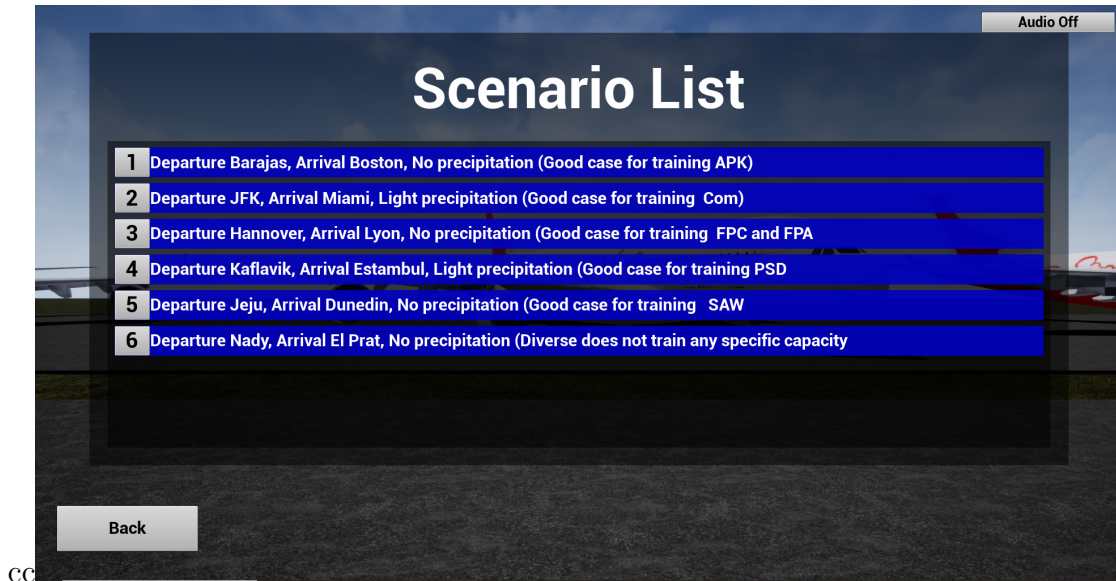 Audio Off
Scenario List
1 Departure Barajas, Arrival Boston, No precipitation (Good case for training APK)
2 Departure JFK, Arrival Miami, Light precipitation (Good case for training Com)
3 Departure Hannover, Arrival Lyon, No precipitation (Good case for training FPC and FPA
4 Departure Kaflavik, Arrival Estambul, Light precipitation (Good case for training PSD
5 Departure Jeju, Arrival Dunedin, No precipitation (Good case for training SAW
6 Departure Nady, Arrival El Prat, No precipitation (Diverse does not train any specific capacity
Back
cc